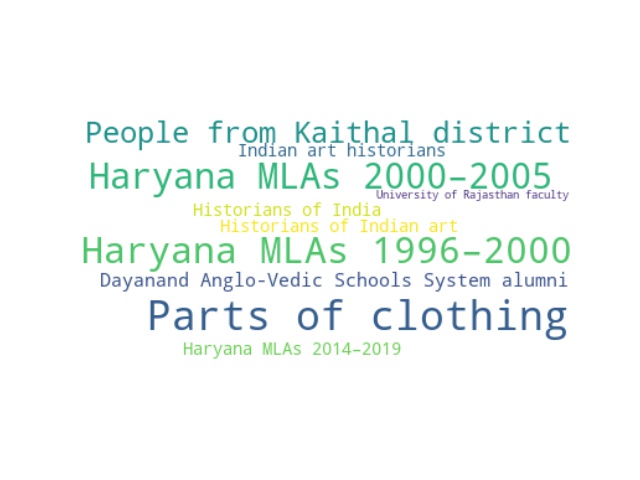 People from Kaithal district
Indian art historians
Haryana MLAs 2000–2005
University of Rajasthan faculty
Historians of India
Historians of Indian art
Haryana MLAs 1996–2000
Dayanand Anglo-Vedic Schools System alumni
Parts of clothing
Haryana MLAs 2014–2019